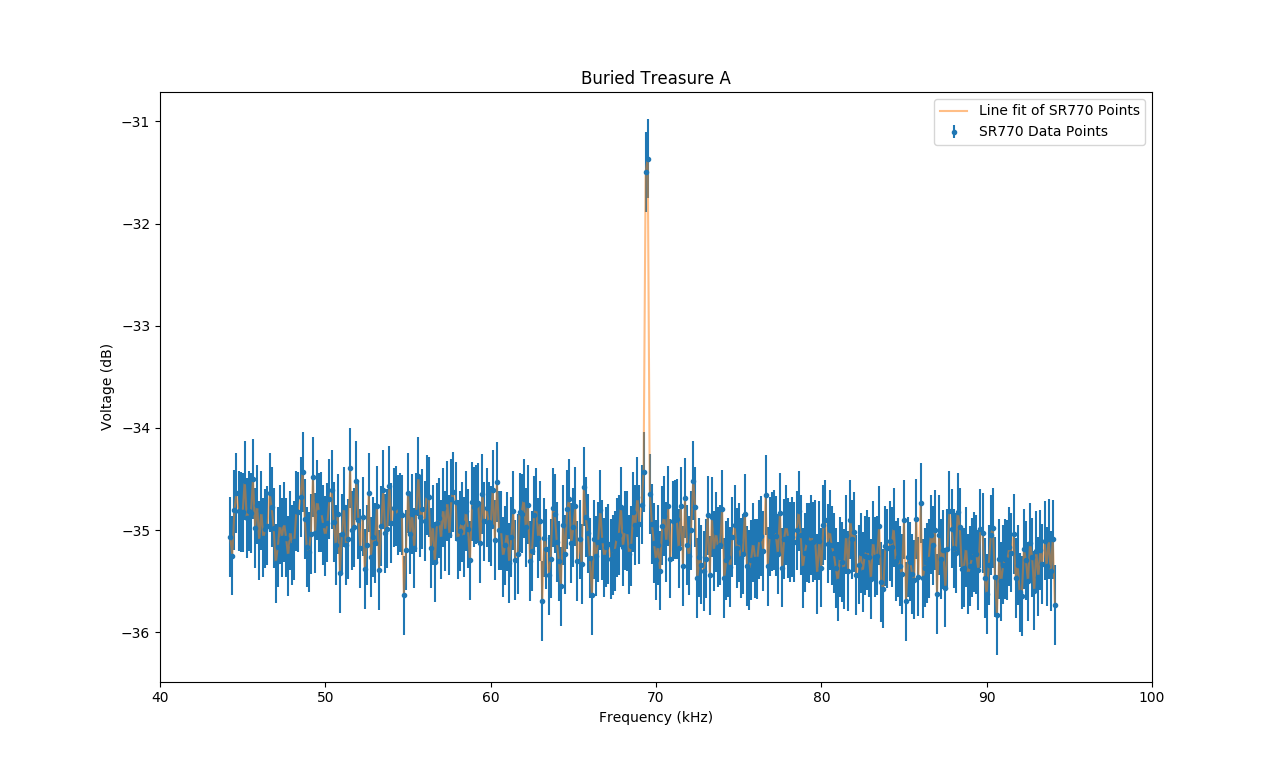 Buried Treasure A
Line fit of SR770 Points
SR770 Data Points
Voltage (dB)
−31
−32
−33
−34
−35
−36
40 50 60 70 80 90 100
Frequency (kHz)